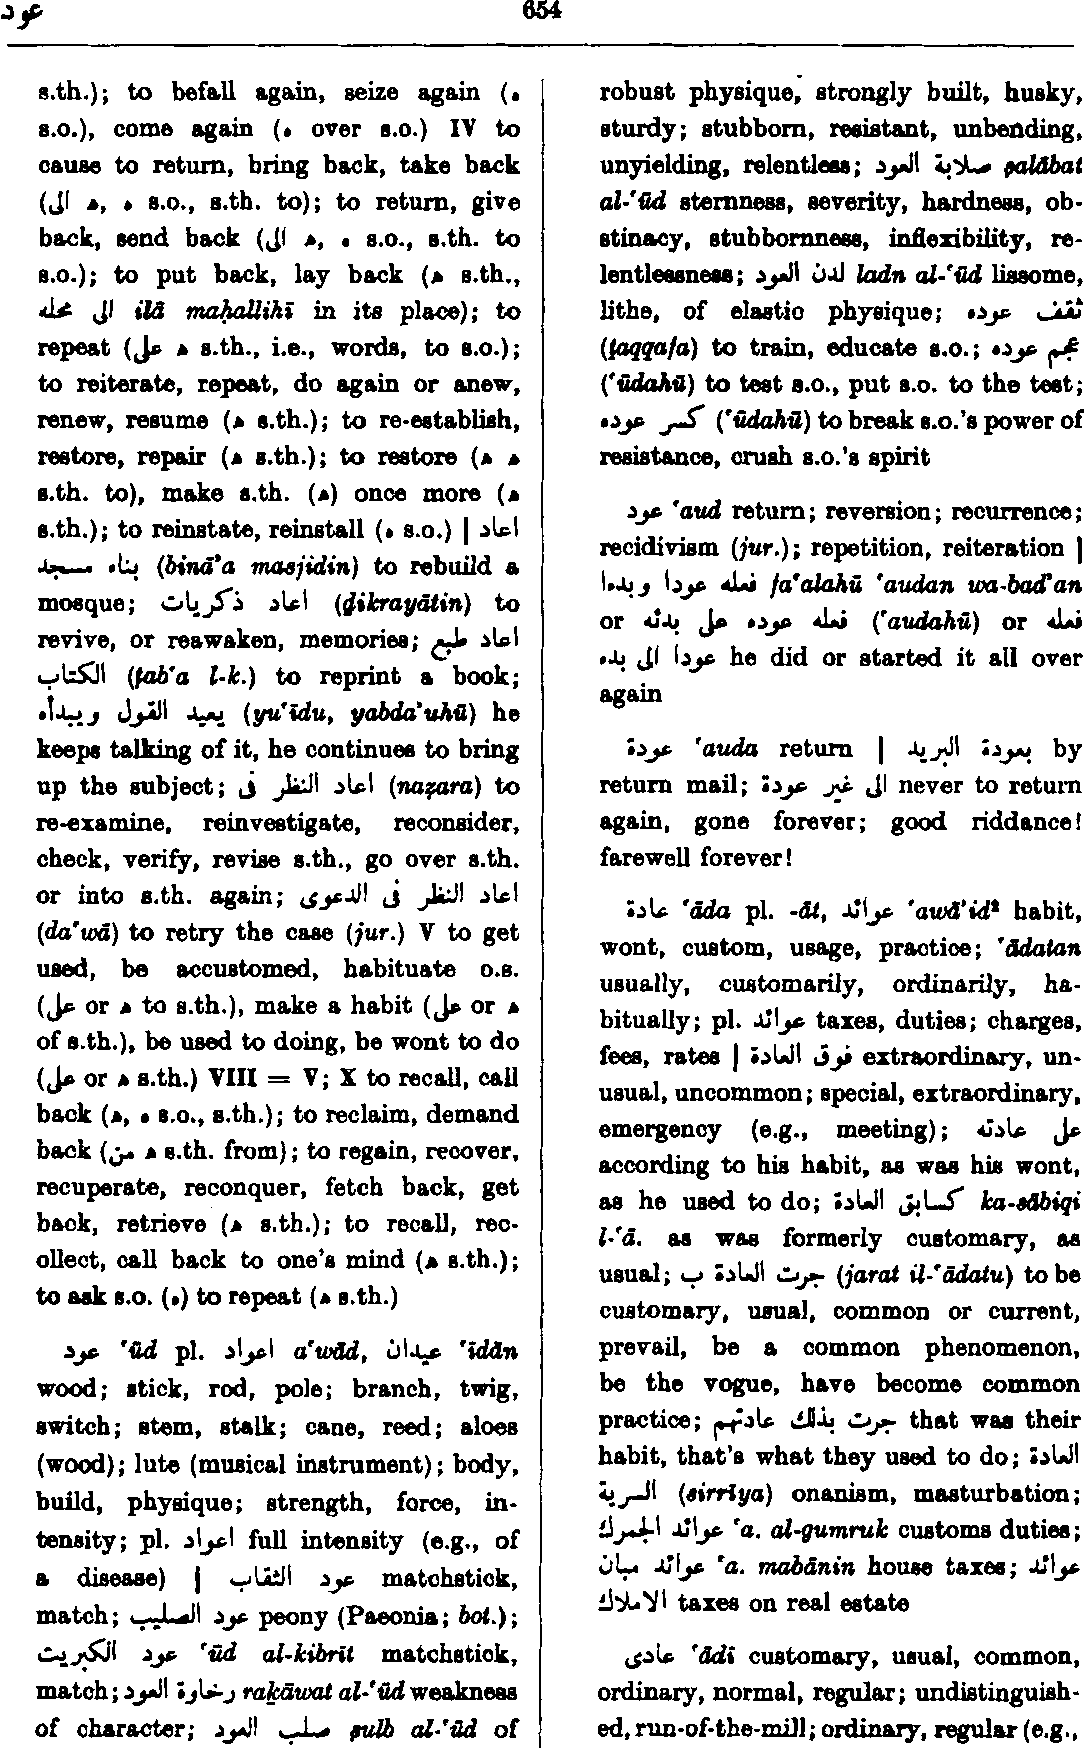 عود
654
s.th.); to befall again, seize again (ه
s.o.), come again (ه over s.o.) IV to
cause to return, bring back, take back
(ه, ه الى s.o., s.th. to); to return, give
back, send back (ه, ه الى s.o., s.th. to
s.o.); to put back, lay back (ه s.th.,
الى محله ilā maḥallihī in its place); to
repeat (ه على s.th., i.e., words, to s.o.);
to reiterate, repeat, do again or anew,
renew, resume (ه s.th.); to re-establish,
restore, repair (ه s.th.); to restore (ه ه
s.th. to), make s.th. (ه) once more (ه
s.th.); to reinstate, reinstall (ه s.o.) | اعاد
بناء مسجد (binā’a masjidin) to rebuild a
mosque; اعاد ذكريات (ḏikrayātin) to
revive, or reawaken, memories; اعاد طبع
الكتاب (ṭab‘a l-k.) to reprint a book;
يعيد القول ويبدأه (yu‘īdu, yabda’uhū) he
keeps talking of it, he continues to bring
up the subject; اعاد النظر فى (naẓara) to
re-examine, reinvestigate, reconsider,
check, verify, revise s.th., go over s.th.
or into s.th. again; اعاد النظر فى الدعوى
(da‘wā) to retry the case (jur.) V to get
used, be accustomed, habituate o.s.
(على or ه to s.th.), make a habit (على or ه
of s.th.), be used to doing, be wont to do
(على or ه s.th.) VIII = V; X to recall, call
back (ه, ه s.o., s.th.); to reclaim, demand
back (ه من s.th. from); to regain, recover,
recuperate, reconquer, fetch back, get
back, retrieve (ه s.th.); to recall, rec-
ollect, call back to one’s mind (ه s.th.);
to ask s.o. (ه) to repeat (ه s.th.)
عود ‘ūd pl. اعواد a‘wād, عيدان ‘īdān
wood; stick, rod, pole; branch, twig,
switch; stem, stalk; cane, reed; aloes
(wood); lute (musical instrument); body,
build, physique; strength, force, in-
tensity; pl. اعواد full intensity (e.g., of
a disease) | عود الثقاب matchstick,
match; عود الصليب peony (Paeonia; bot.);
عود الكبريت ‘ūd al-kibrīt matchstick,
match; رخاوة العود raḵāwat al-‘ūd weakness
of character; صلب العود ṣulb al-‘ūd of
robust physique, strongly built, husky,
sturdy; stubborn, resistant, unbending,
unyielding, relentless; صلابة العود ṣalābat
al-‘ūd sternness, severity, hardness, ob-
stinacy, stubbornness, inflexibility, re-
lentlessness; لدن العود ladn al-‘ūd lissome,
lithe, of elastic physique; ثقف عوده
(ṯaqqafa) to train, educate s.o.; عجم عوده
(‘ūdahū) to test s.o., put s.o. to the test;
كسر عوده (‘ūdahū) to break s.o.’s power of
resistance, crush s.o.’s spirit
عود ‘aud return; reversion; recurrence;
recidivism (jur.); repetition, reiteration |
فعله عودا وبدءا fa‘alahū ‘audan wa-bad’an
or فعله عوده على بدئه (‘audahū) or فعله
عودا الى بدء he did or started it all over
again
عودة ‘auda return | بعودة البريد by
return mail; الى غير عودة never to return
again, gone forever; good riddance!
farewell forever!
عادة ‘āda pl. -āt, عوائد ‘awā’id² habit,
wont, custom, usage, practice; ‘ādatan
usually, customarily, ordinarily, ha-
bitually; pl. عوائد taxes, duties; charges,
fees, rates | فوق العادة extraordinary, un-
usual, uncommon; special, extraordinary,
emergency (e.g., meeting); على عادته
according to his habit, as was his wont,
as he used to do; كسابق العادة ka-sābiqi
l-‘ā. as was formerly customary, as
usual; جرت العادة ب (jarat il-‘ādatu) to be
customary, usual, common or current,
prevail, be a common phenomenon,
be the vogue, have become common
practice; جرت بذلك عادتهم that was their
habit, that’s what they used to do; العادة
السرية (sirrīya) onanism, masturbation;
عوائد الجمرك ‘a. al-gumruk customs duties;
عوائد مبان ‘a. mabānin house taxes; عوائد
الاملاك taxes on real estate
عادى ‘ādī customary, usual, common,
ordinary, normal, regular; undistinguish-
ed, run-of-the-mill; ordinary, regular (e.g.,